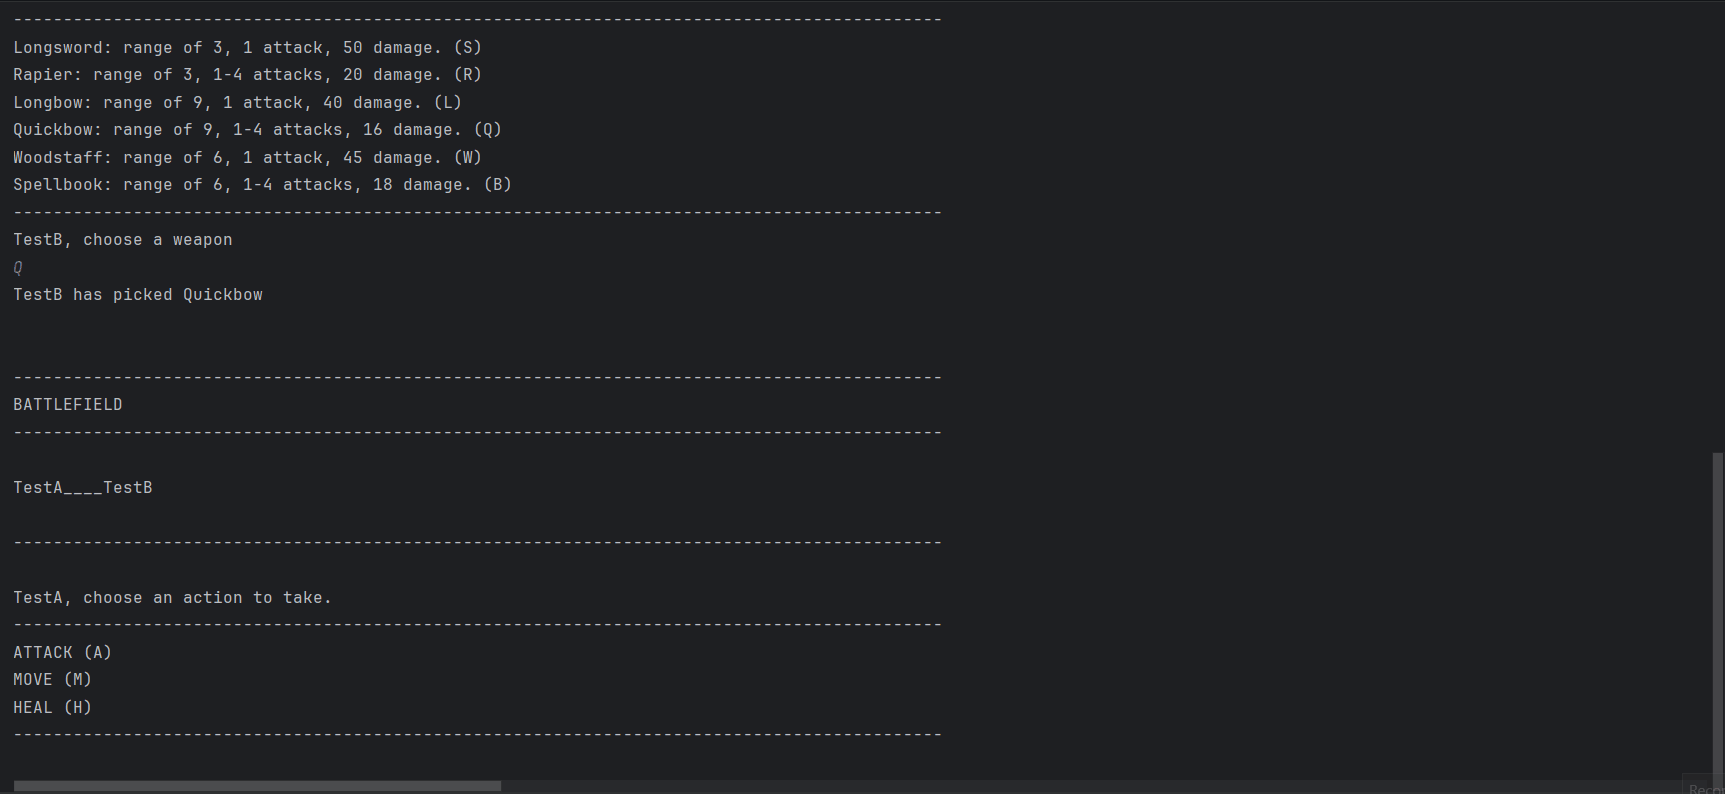 ---------------------------------------------------------------------------------------------
Longsword: range of 3, 1 attack, 50 damage. (S)
Rapier: range of 3, 1-4 attacks, 20 damage. (R)
Longbow: range of 9, 1 attack, 40 damage. (L)
Quickbow: range of 9, 1-4 attacks, 16 damage. (Q)
Woodstaff: range of 6, 1 attack, 45 damage. (W)
Spellbook: range of 6, 1-4 attacks, 18 damage. (B)
---------------------------------------------------------------------------------------------
TestB, choose a weapon
Q
TestB has picked Quickbow
---------------------------------------------------------------------------------------------
BATTLEFIELD
---------------------------------------------------------------------------------------------
TestA____TestB
---------------------------------------------------------------------------------------------
TestA, choose an action to take.
---------------------------------------------------------------------------------------------
ATTACK (A)
MOVE (M)
HEAL (H)
---------------------------------------------------------------------------------------------